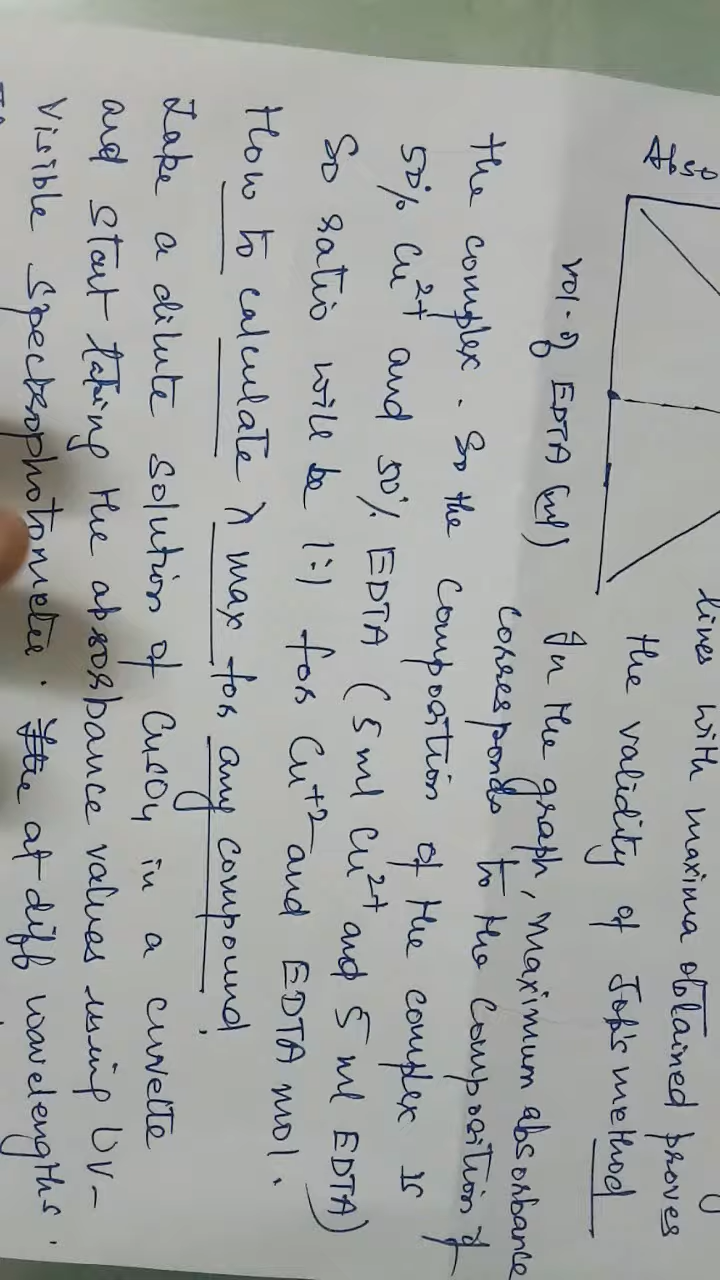 Abso
lines with maxima obtained proves
the validity of Job's method
vol. of EDTA (ml)
In the graph, maximum absorbance
corresponds to the composition of
the complex. So the composition of the complex is
50% Cu2+ and 50% EDTA (5 ml Cu2+ and 5 ml EDTA)
So ratio will be 1:1 for Cu+2 and EDTA mol.
How to calculate λ max for any compound
Take a dilute solution of CuSO4 in a cuvette
and start taking the absorbance values using UV-
Visible Spectrophotometer. at diff wavelengths.